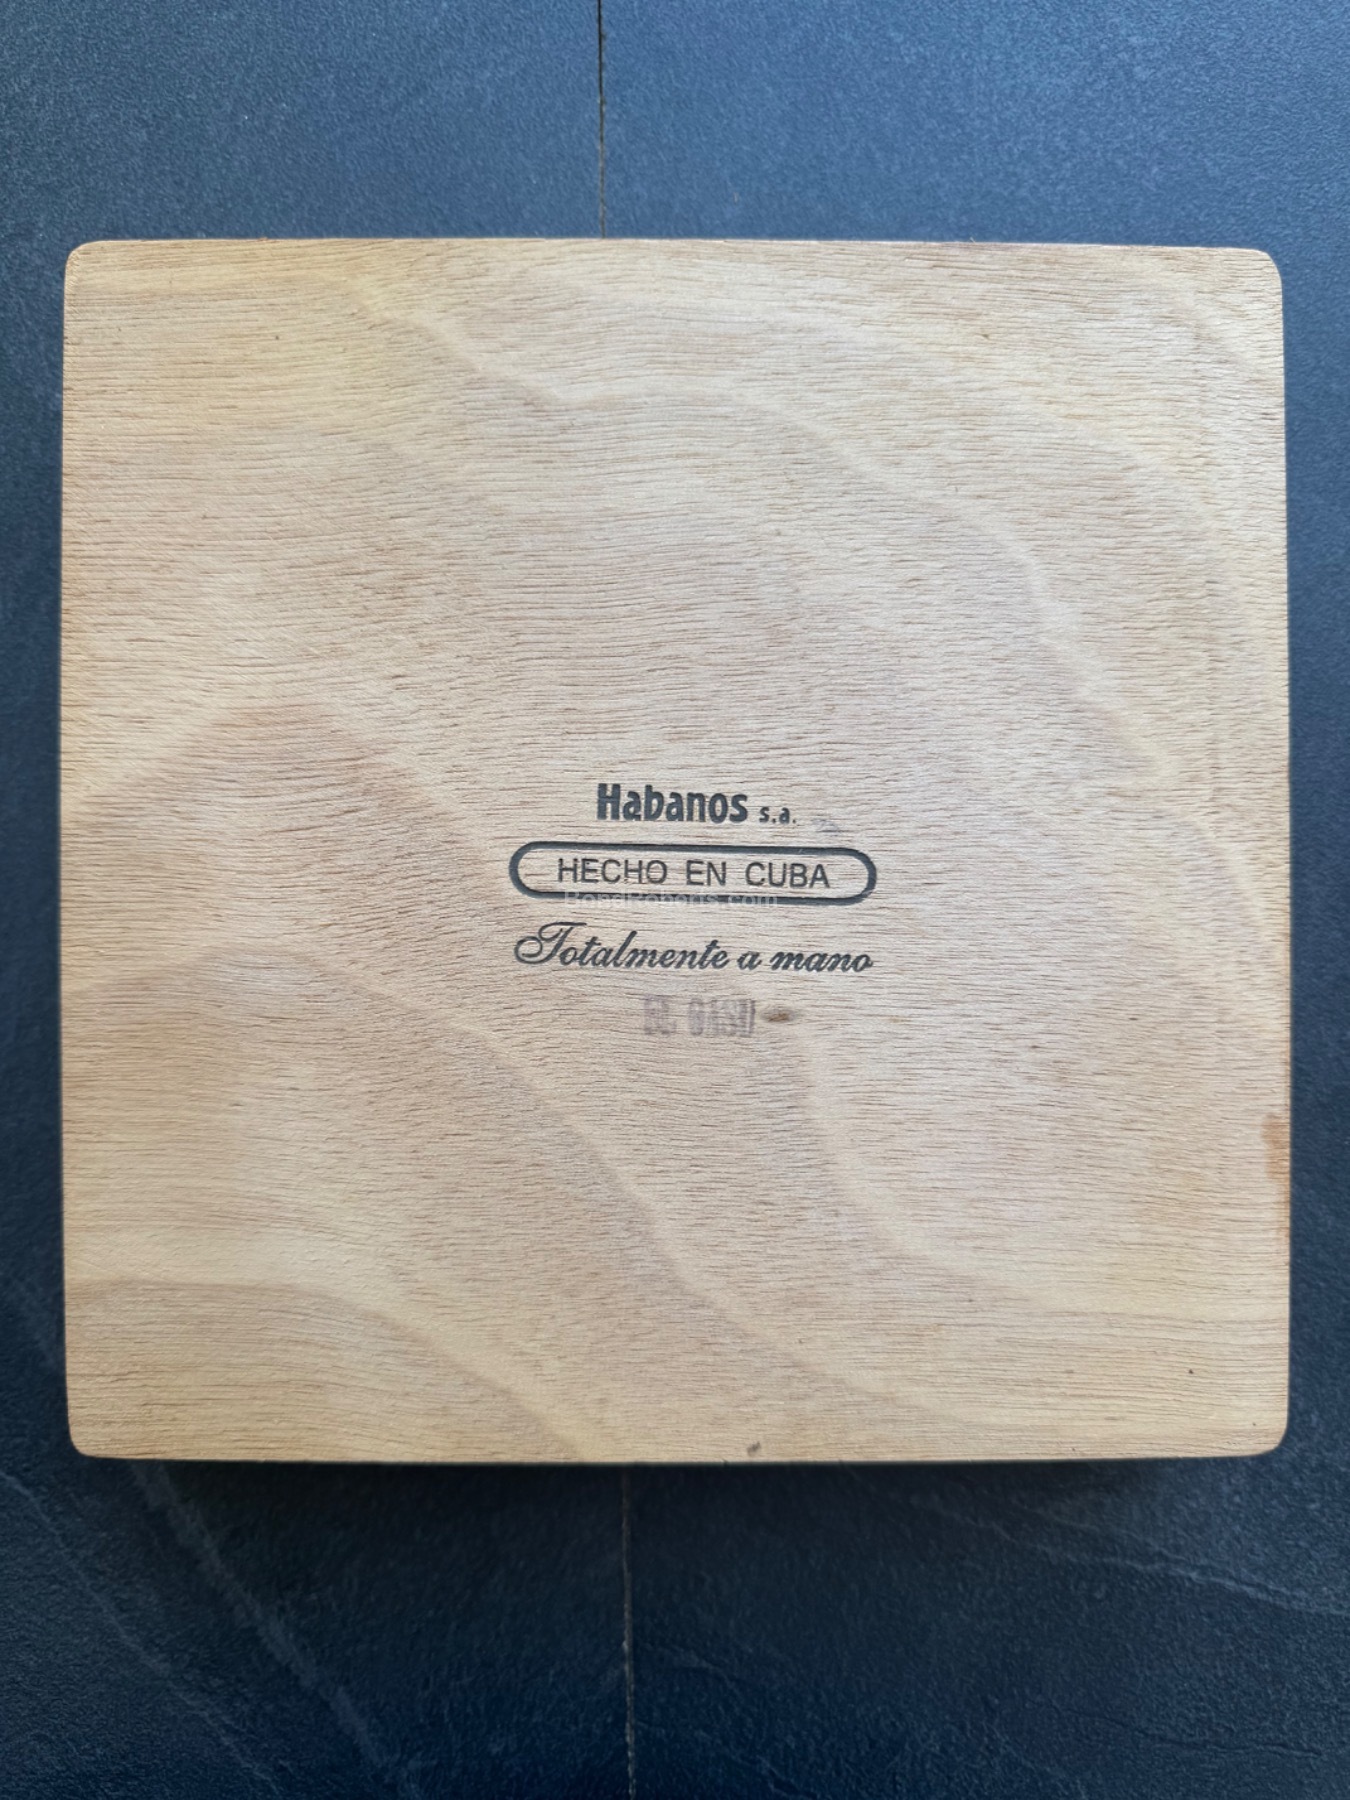 Habanos s.a.
HECHO EN CUBA
Totalmente a mano